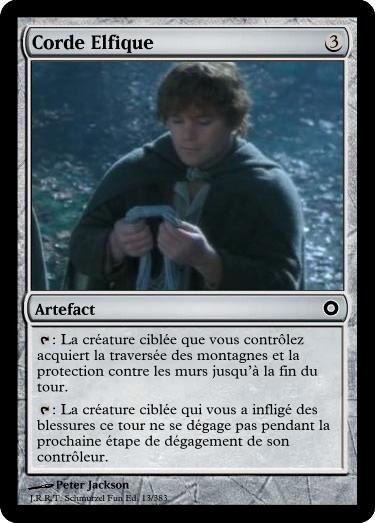 Corde Elfique 3
Artefact
: La créature ciblée que vous contrôlez
acquiert la traversée des montagnes et la
protection contre les murs jusqu'à la fin du
tour.
: La créature ciblée qui vous a infligé des
blessures ce tour ne se dégage pas pendant la
prochaine étape de dégagement de son
contrôleur.
Peter Jackson
J.R.R.T. Schmurzel Fun Ed. 13/383